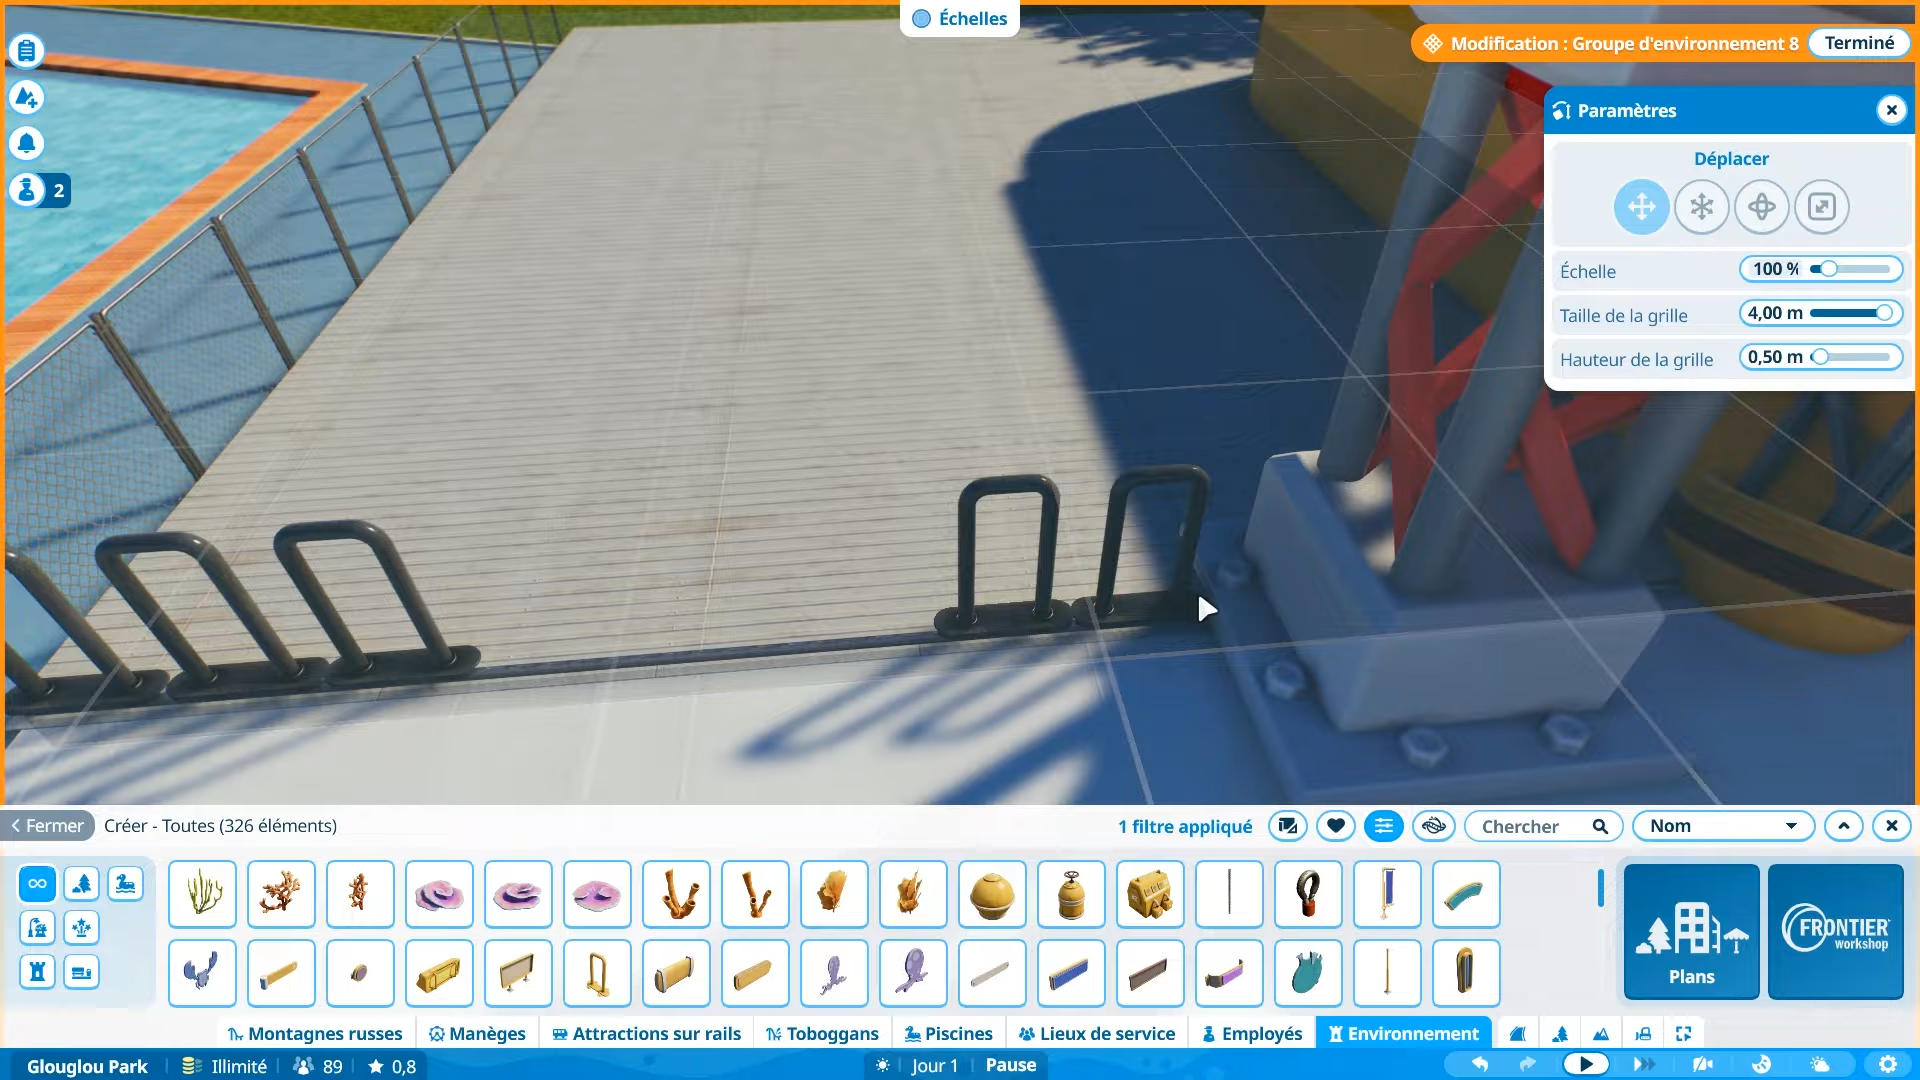 Échelles
Modification : Groupe d'environnement 8
Terminé
2
Paramètres
Déplacer
Échelle
100 %
Taille de la grille
4,00 m
Hauteur de la grille
0,50 m
Fermer
Créer - Toutes (326 éléments)
1 filtre appliqué
Chercher
Nom
Plans
FRONTIER
workshop
Montagnes russes
Manèges
Attractions sur rails
Toboggans
Piscines
Lieux de service
Employés
Environnement
Glouglou Park
Illimité
89
0,8
Jour 1
Pause